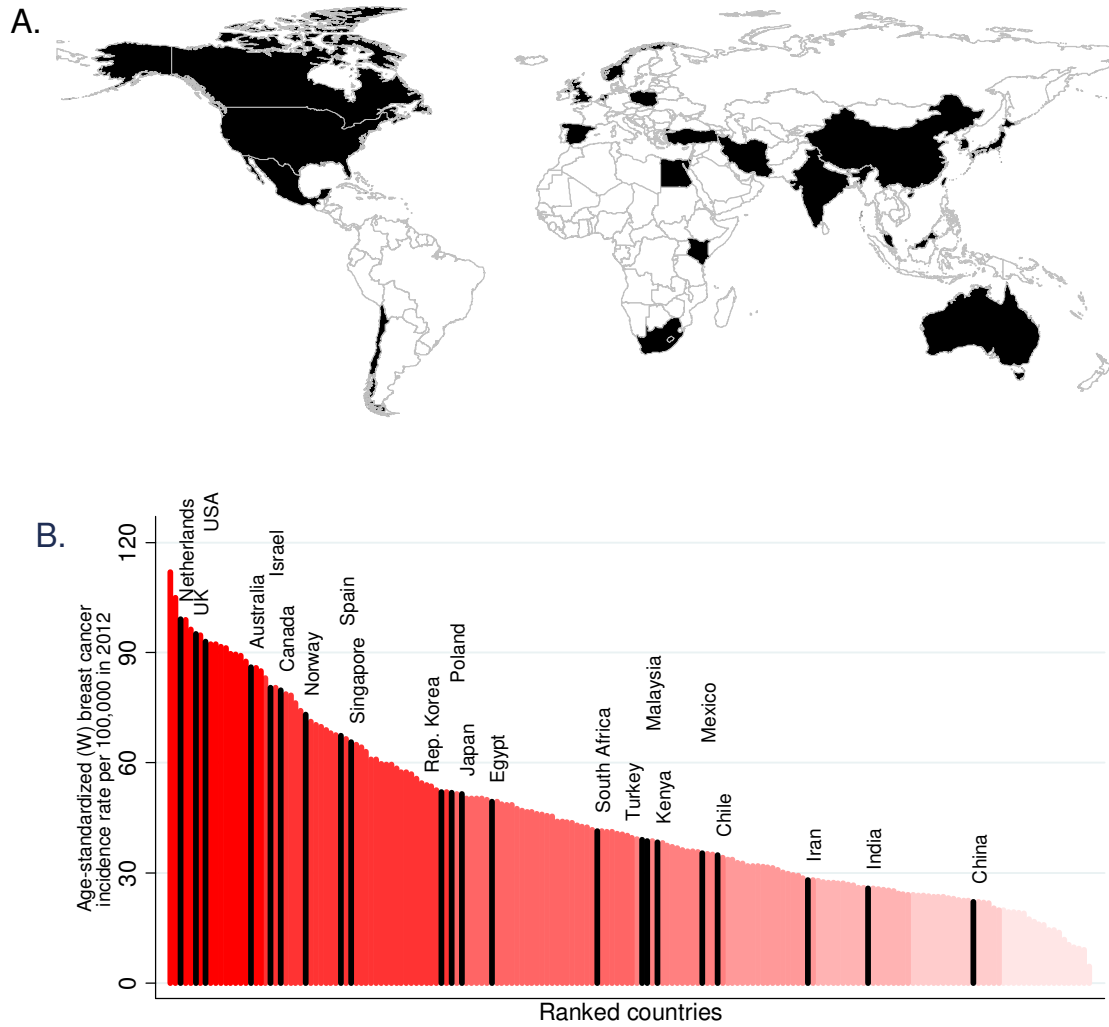 A.
B.
Age-standardized (W) breast cancer
incidence rate per 100,000 in 2012
120
90
60
30
0
Netherlands
UK
USA
Australia
Israel
Canada
Norway
Spain
Singapore
Rep. Korea
Poland
Japan
Egypt
South Africa
Turkey
Malaysia
Kenya
Mexico
Chile
Iran
India
China
Ranked countries